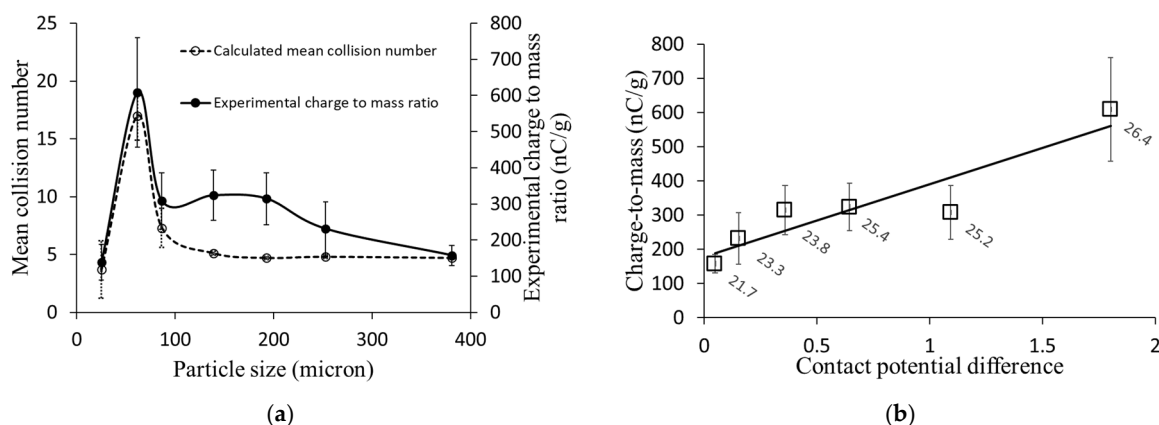 25
20
15
10
5
0
Mean collision number
Calculated mean collision number
Experimental charge to mass ratio
800
700
600
500
400
300
200
100
0
Experimental charge to mass
ratio (nC/g)
0 100 200 300 400
Particle size (micron)
(a)
800
700
600
500
400
300
200
100
0
Charge-to-mass (nC/g)
21.7
23.3
23.8
25.4
25.2
26.4
0 0.5 1 1.5 2
Contact potential difference
(b)